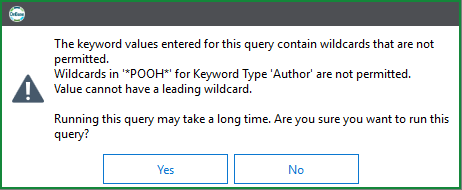 The keyword values entered for this query contain wildcards that are not
permitted.
Wildcards in '*POOH*' for Keyword Type 'Author' are not permitted.
Value cannot have a leading wildcard.
Running this query may take a long time. Are you sure you want to run this
query?
Yes
No